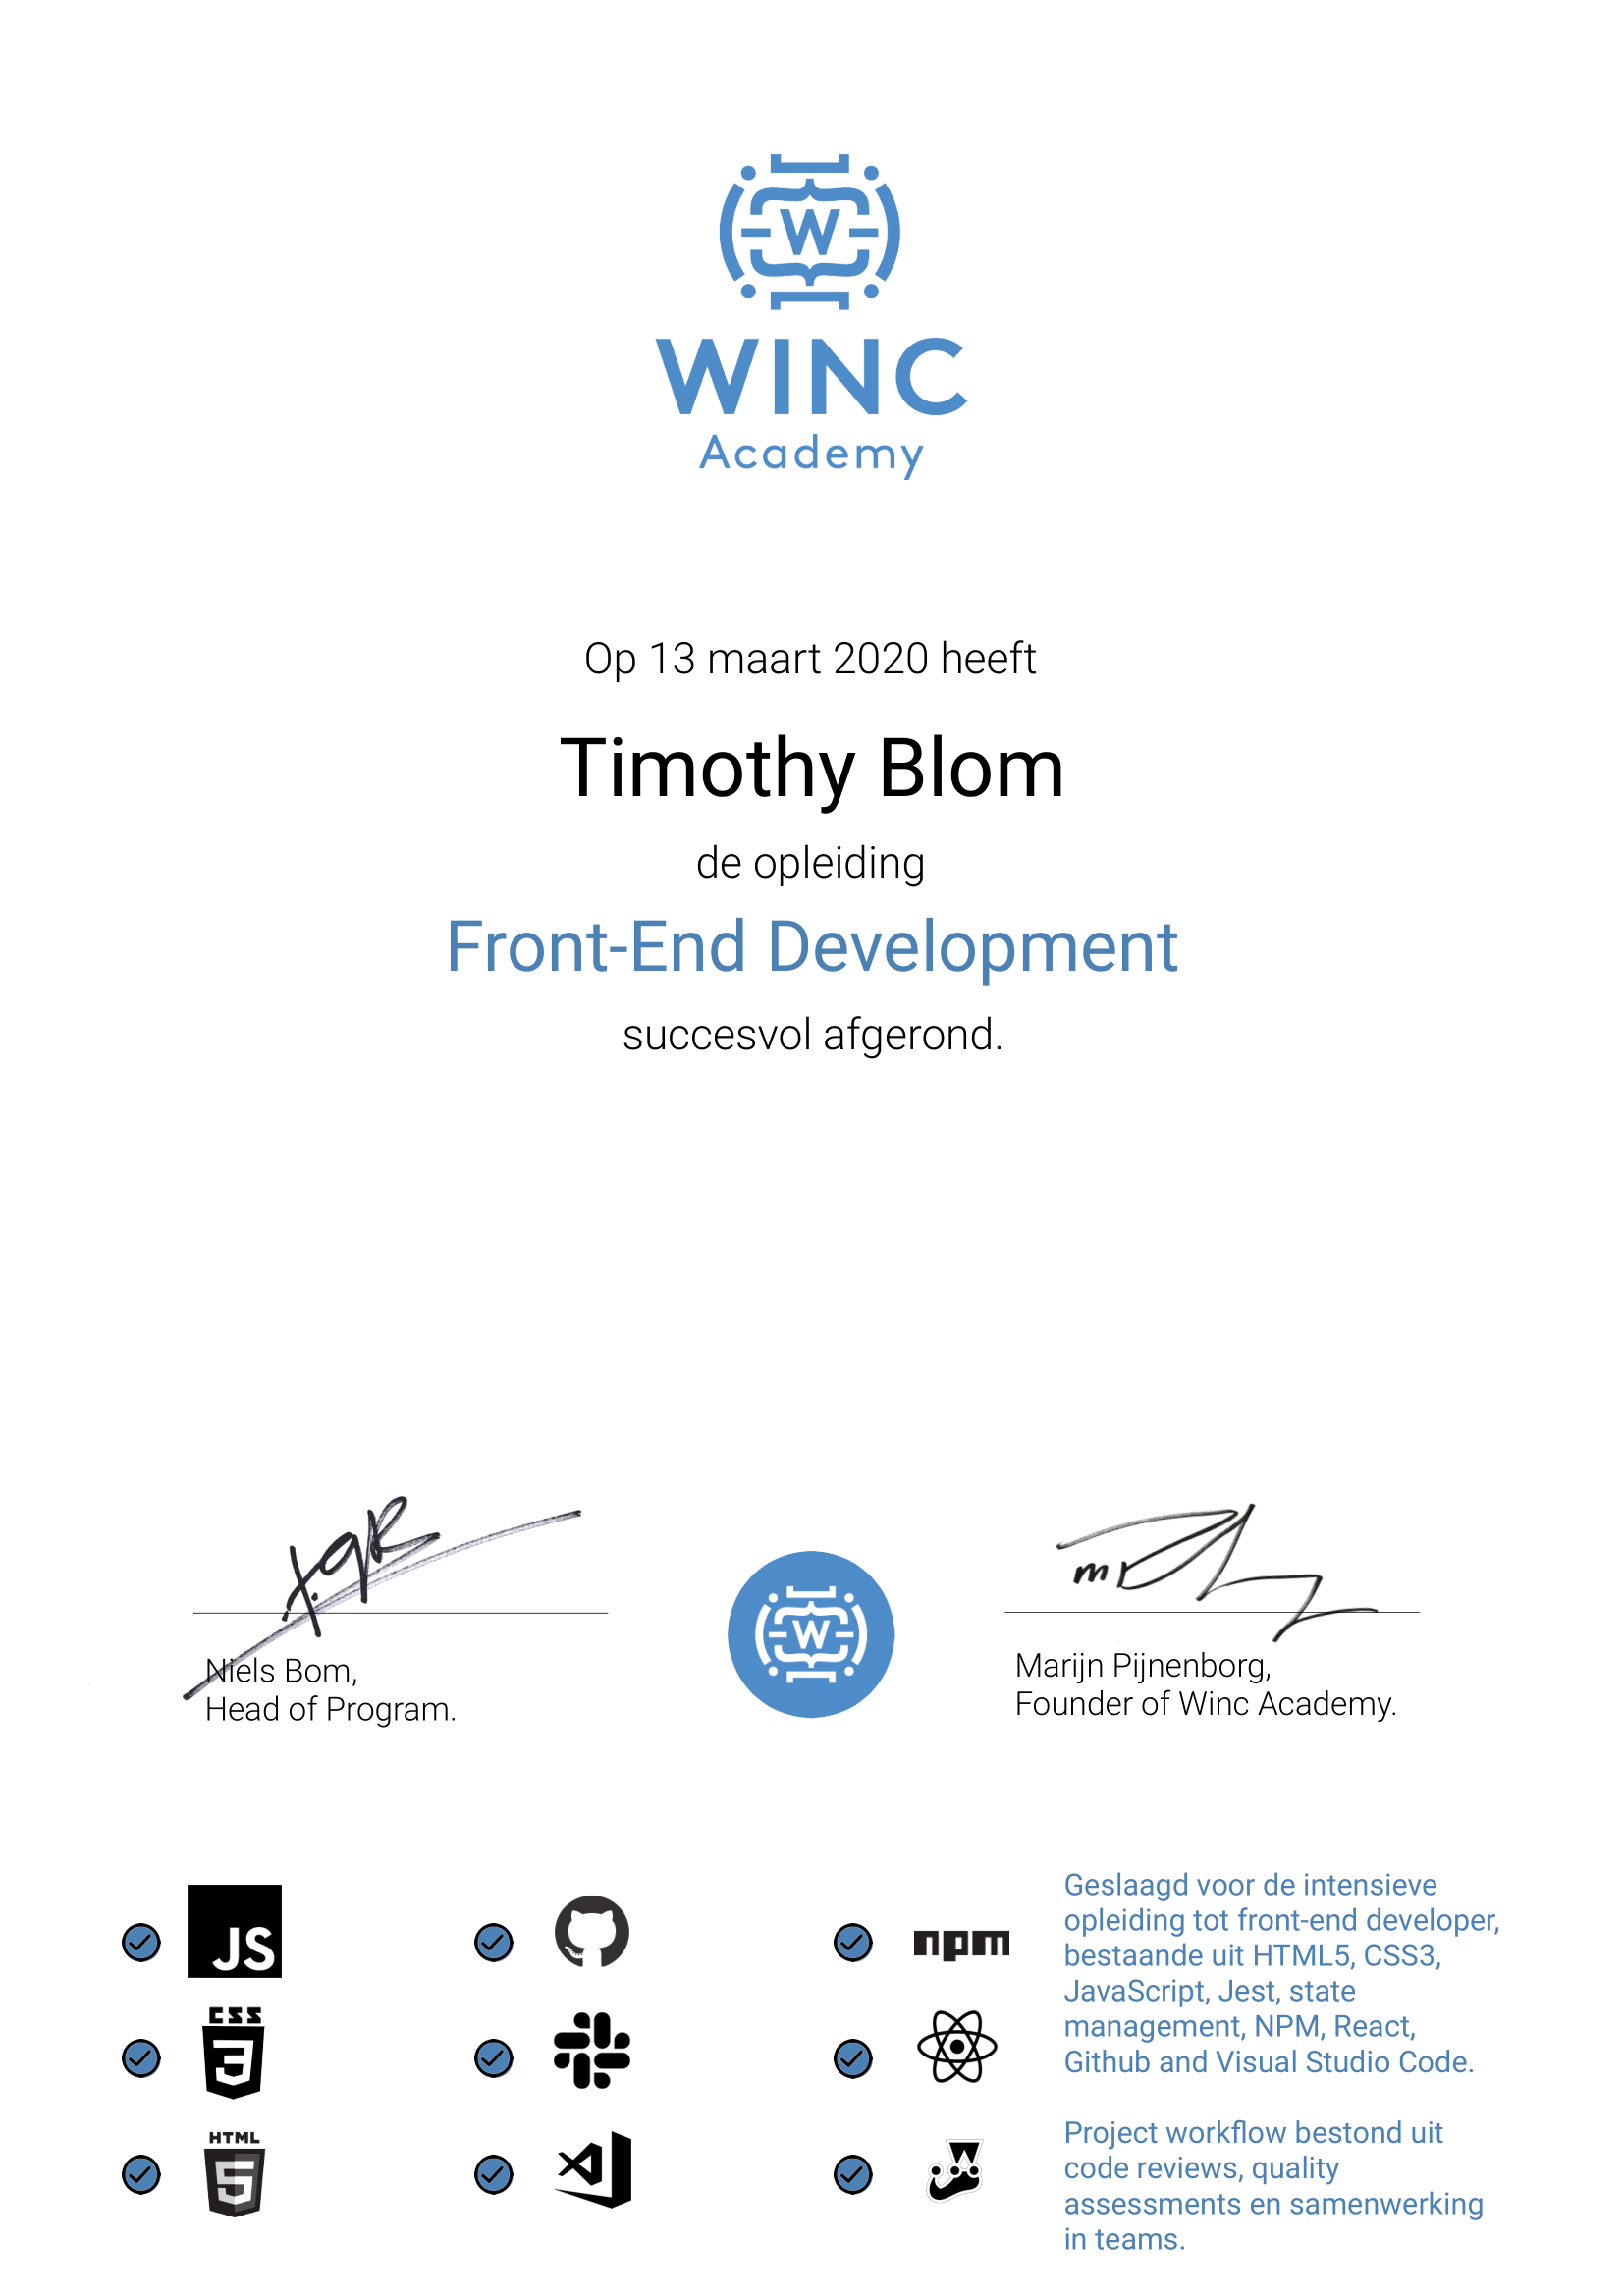 W
WINC
Academy
Op 13 maart 2020 heeft
Timothy Blom
de opleiding
Front-End Development
succesvol afgerond.
W
Niels Bom,
Head of Program.
Marijn Pijnenborg,
Founder of Winc Academy.
JS
npm
CSS
3
HTML
5
Geslaagd voor de intensieve
opleiding tot front-end developer,
bestaande uit HTML5, CSS3,
JavaScript, Jest, state
management, NPM, React,
Github and Visual Studio Code.
Project workflow bestond uit
code reviews, quality
assessments en samenwerking
in teams.